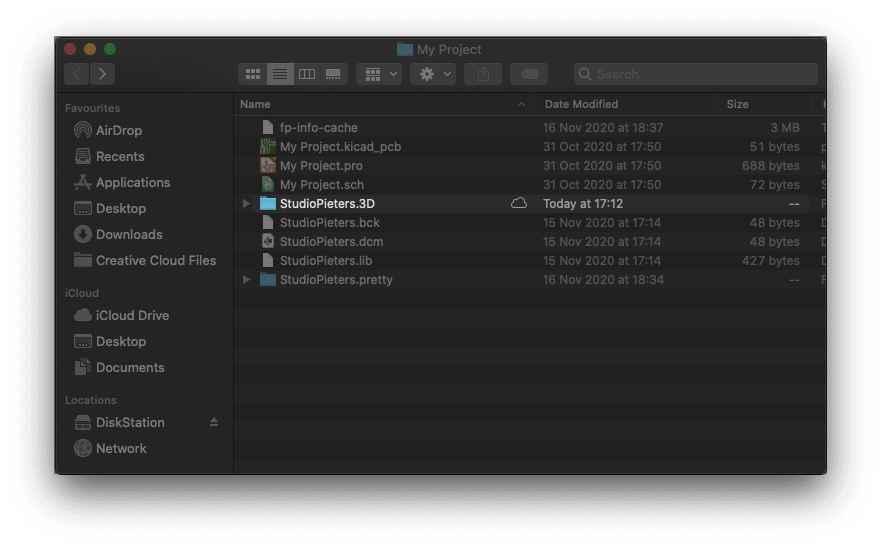 My Project
Search
Favourites
AirDrop
Recents
Applications
Desktop
Downloads
Creative Cloud Files
iCloud
iCloud Drive
Desktop
Documents
Locations
DiskStation
Network
Name Date Modified Size
fp-info-cache 16 Nov 2020 at 18:37 3 MB
My Project.kicad_pcb 31 Oct 2020 at 17:50 51 bytes
My Project.pro 31 Oct 2020 at 17:50 688 bytes
My Project.sch 31 Oct 2020 at 17:50 72 bytes
StudioPieters.3D Today at 17:12 --
StudioPieters.bck 15 Nov 2020 at 17:14 48 bytes
StudioPieters.dcm 15 Nov 2020 at 17:14 48 bytes
StudioPieters.lib 15 Nov 2020 at 17:14 427 bytes
StudioPieters.pretty 16 Nov 2020 at 18:34 --